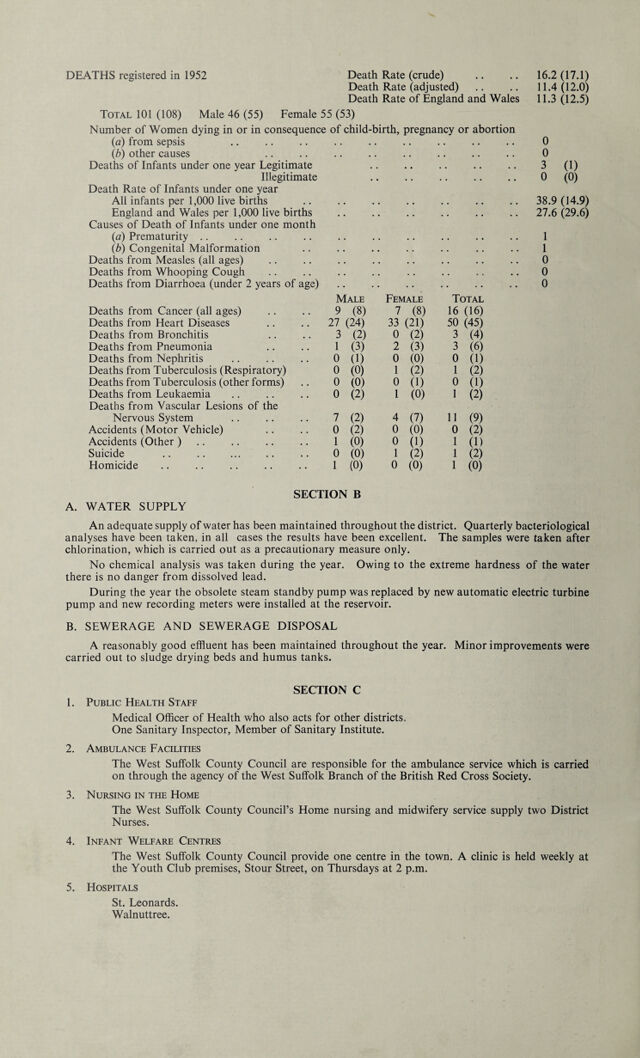 DEATHS registered in 1952 Death Rate (crude) .. .. 16.2 (17.1)
Death Rate (adjusted) .. .. 11.4 (12.0)
Death Rate of England and Wales 11.3 (12.5)
TOTAL 101 (108) Male 46 (55) Female 55 (53)
Number of Women dying in or in consequence of child-birth, pregnancy or abortion
(a) from sepsis .. .. .. .. .. .. .. .. .. .. 0
(b) other causes .. .. .. .. .. .. .. .. .. 0
Deaths of Infants under one year Legitimate .. .. .. .. .. 3 (1)
Illegitimate .. .. .. .. .. 0 (0)
Death Rate of Infants under one year
All infants per 1,000 live births .. .. .. .. .. .. .. .. 38.9 (14.9)
England and Wales per 1,000 live births .. .. .. .. .. .. 27.6 (29.6)
Causes of Death of Infants under one month
(a) Prematurity .. .. .. .. .. .. .. .. .. .. 1
(b) Congenital Malformation .. .. .. .. .. .. .. .. 1
Deaths from Measles (all ages) .. .. .. .. .. .. .. .. .. 0
Deaths from Whooping Cough .. .. .. .. .. .. .. .. .. 0
Deaths from Diarrhoea (under 2 years of age) .. .. .. .. .. .. 0
MALE FEMALE TOTAL
Deaths from Cancer (all ages) .. .. 9 (8) 7 (8) 16 (16)
Deaths from Heart Diseases .. .. 27 (24) 33 (21) 50 (45)
Deaths from Bronchitis .. .. 3 (2) 0 (2) 3 (4)
Deaths from Pneumonia .. .. 1 (3) 2 (3) 3 (6)
Deaths from Nephritis .. .. .. 0 (1) 0 (0) 0 (1)
Deaths from Tuberculosis (Respiratory) 0 (0) 1 (2) 1 (2)
Deaths from Tuberculosis (other forms) .. 0 (0) 0 (1) 0 (1)
Deaths from Leukaemia .. .. .. 0 (2) 1 (0) 1 (2)
Deaths from Vascular Lesions of the
Nervous System .. .. .. 7 (2) 4 (7) 11 (9)
Accidents (Motor Vehicle) .. .. 0 (2) 0 (0) 0 (2)
Accidents (Other ) .. .. .. .. 1 (0) 0 (1) 1 (1)
Suicide .. .. ... .. .. 0 (0) 1 (2) 1 (2)
Homicide .. .. .. .. .. 1 (0) 0 (0) 1 (0)
SECTION B
A. WATER SUPPLY
An adequate supply of water has been maintained throughout the district. Quarterly bacteriological
analyses have been taken, in all cases the results have been excellent. The samples were taken after
chlorination, which is carried out as a precautionary measure only.
No chemical analysis was taken during the year. Owing to the extreme hardness of the water
there is no danger from dissolved lead.
During the year the obsolete steam standby pump was replaced by new automatic electric turbine
pump and new recording meters were installed at the reservoir.
B. SEWERAGE AND SEWERAGE DISPOSAL
A reasonably good effluent has been maintained throughout the year. Minor improvements were
carried out to sludge drying beds and humus tanks.
SECTION C
1. PUBLIC HEALTH STAFF
Medical Officer of Health who also acts for other districts.
One Sanitary Inspector, Member of Sanitary Institute.
2. AMBULANCE FACILITIES
The West Suffolk County Council are responsible for the ambulance service which is carried
on through the agency of the West Suffolk Branch of the British Red Cross Society.
3. NURSING IN THE HOME
The West Suffolk County Council's Home nursing and midwifery service supply two District
Nurses.
4. INFANT WELFARE CENTRES
The West Suffolk County Council provide one centre in the town. A clinic is held weekly at
the Youth Club premises, Stour Street, on Thursdays at 2 p.m.
5. HOSPITALS
St. Leonards.
Walnuttree.